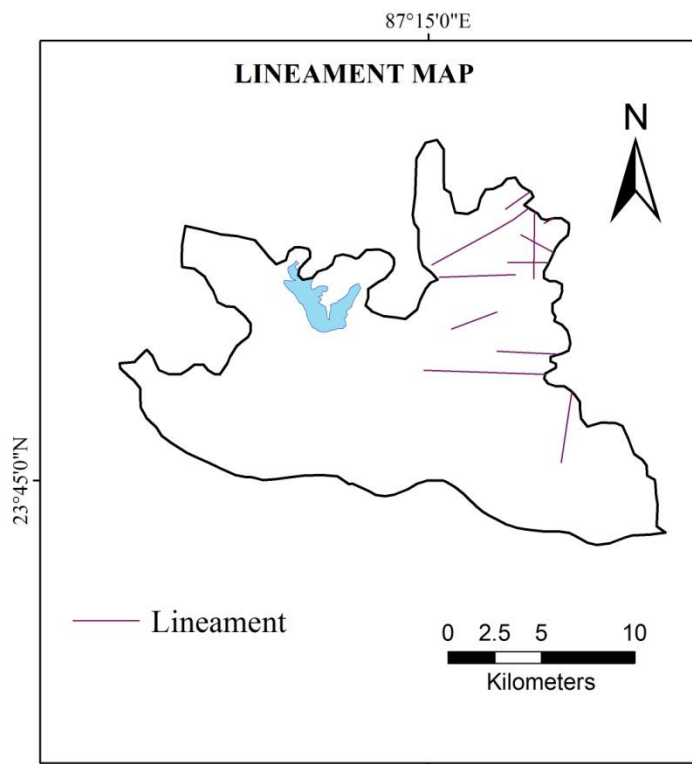 87°15'0"E
LINEAMENT MAP
N
23°45'0"N
Lineament
0 2.5 5 10
Kilometers